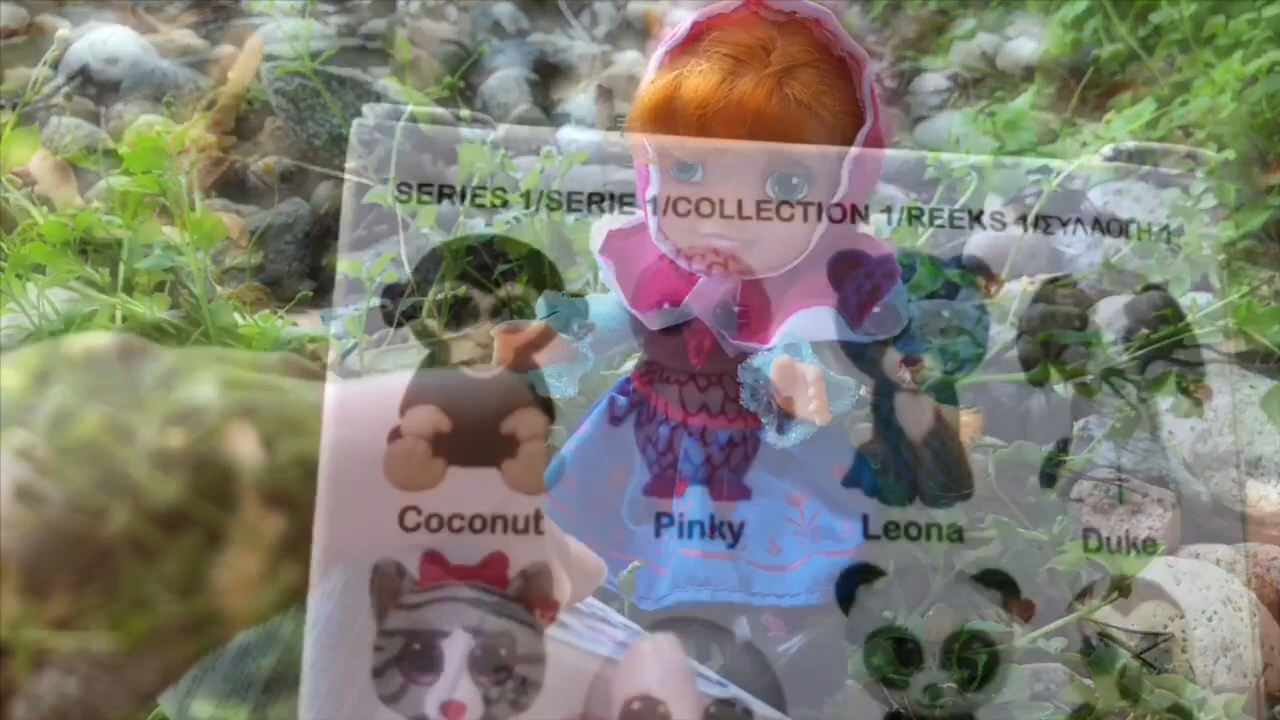 SERIES 1/SERIE 1/COLLECTION 1/REEKS 1/ΣΥΛΛΟΓΗ 1
Coconut Pinky Leona Duke